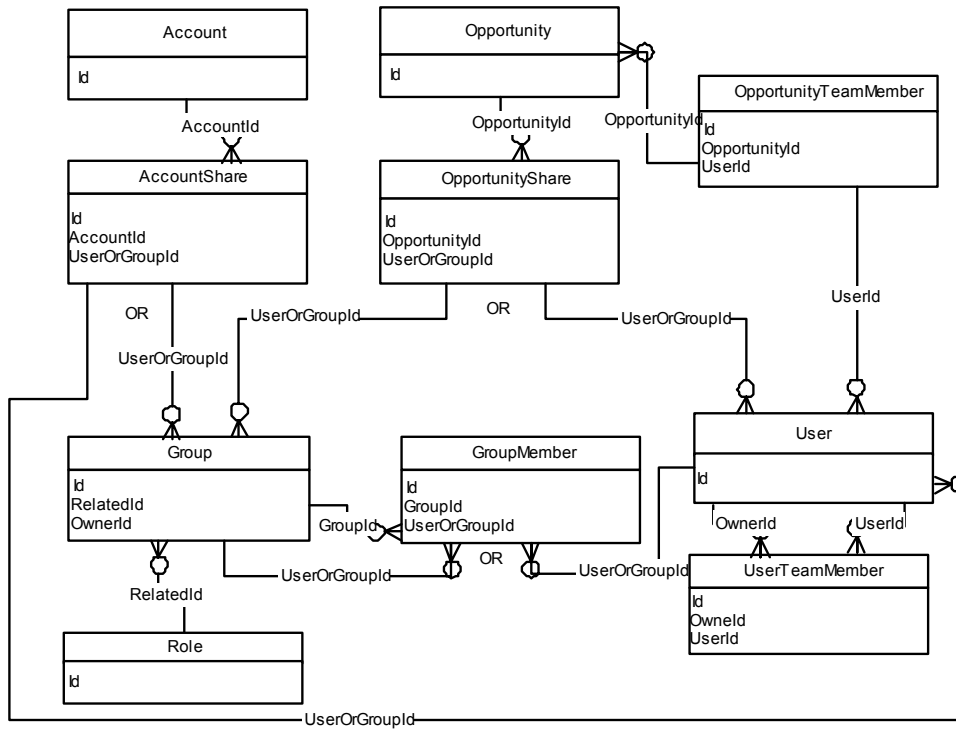 Account
Id
Opportunity
Id
OpportunityTeamMember
Id
OpportunityId
UserId
AccountId
OpportunityId
OpportunityId
AccountShare
Id
AccountId
UserOrGroupId
OpportunityShare
Id
OpportunityId
UserOrGroupId
OR
UserOrGroupId
OR
UserOrGroupId
UserId
UserOrGroupId
Group
Id
RelatedId
OwnerId
GroupId
GroupMember
Id
GroupId
UserOrGroupId
User
Id
OwnerId
UserId
UserOrGroupId
OR
UserOrGroupId
UserTeamMember
Id
OwneId
UserId
RelatedId
Role
Id
UserOrGroupId